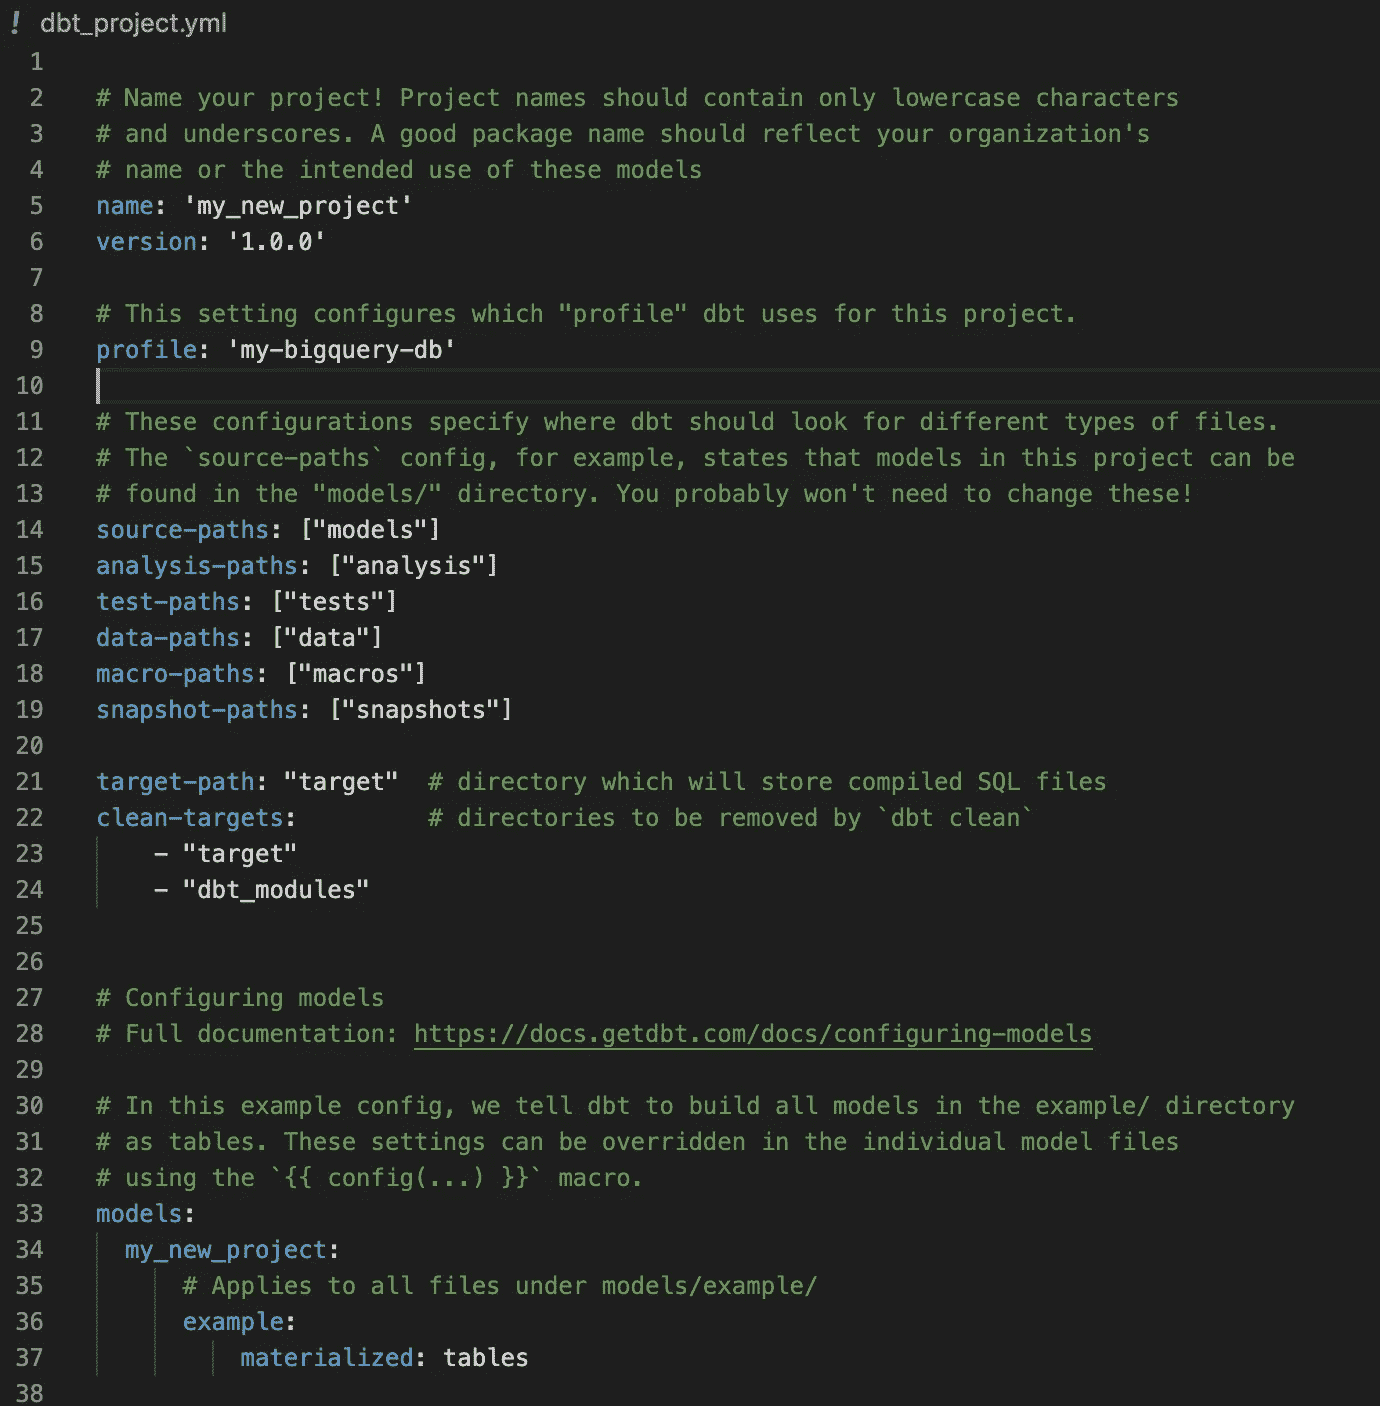 ! dbt_project.yml
1
2 # Name your project! Project names should contain only lowercase characters
3 # and underscores. A good package name should reflect your organization's
4 # name or the intended use of these models
5 name: 'my_new_project'
6 version: '1.0.0'
7
8 # This setting configures which "profile" dbt uses for this project.
9 profile: 'my-bigquery-db'
10
11 # These configurations specify where dbt should look for different types of files.
12 # The `source-paths` config, for example, states that models in this project can be
13 # found in the "models/" directory. You probably won't need to change these!
14 source-paths: ["models"]
15 analysis-paths: ["analysis"]
16 test-paths: ["tests"]
17 data-paths: ["data"]
18 macro-paths: ["macros"]
19 snapshot-paths: ["snapshots"]
20
21 target-path: "target"  # directory which will store compiled SQL files
22 clean-targets:         # directories to be removed by `dbt clean`
23     - "target"
24     - "dbt_modules"
25
26
27 # Configuring models
28 # Full documentation: https://docs.getdbt.com/docs/configuring-models
29
30 # In this example config, we tell dbt to build all models in the example/ directory
31 # as tables. These settings can be overridden in the individual model files
32 # using the `{{ config(...) }}` macro.
33 models:
34   my_new_project:
35       # Applies to all files under models/example/
36       example:
37           materialized: tables
38